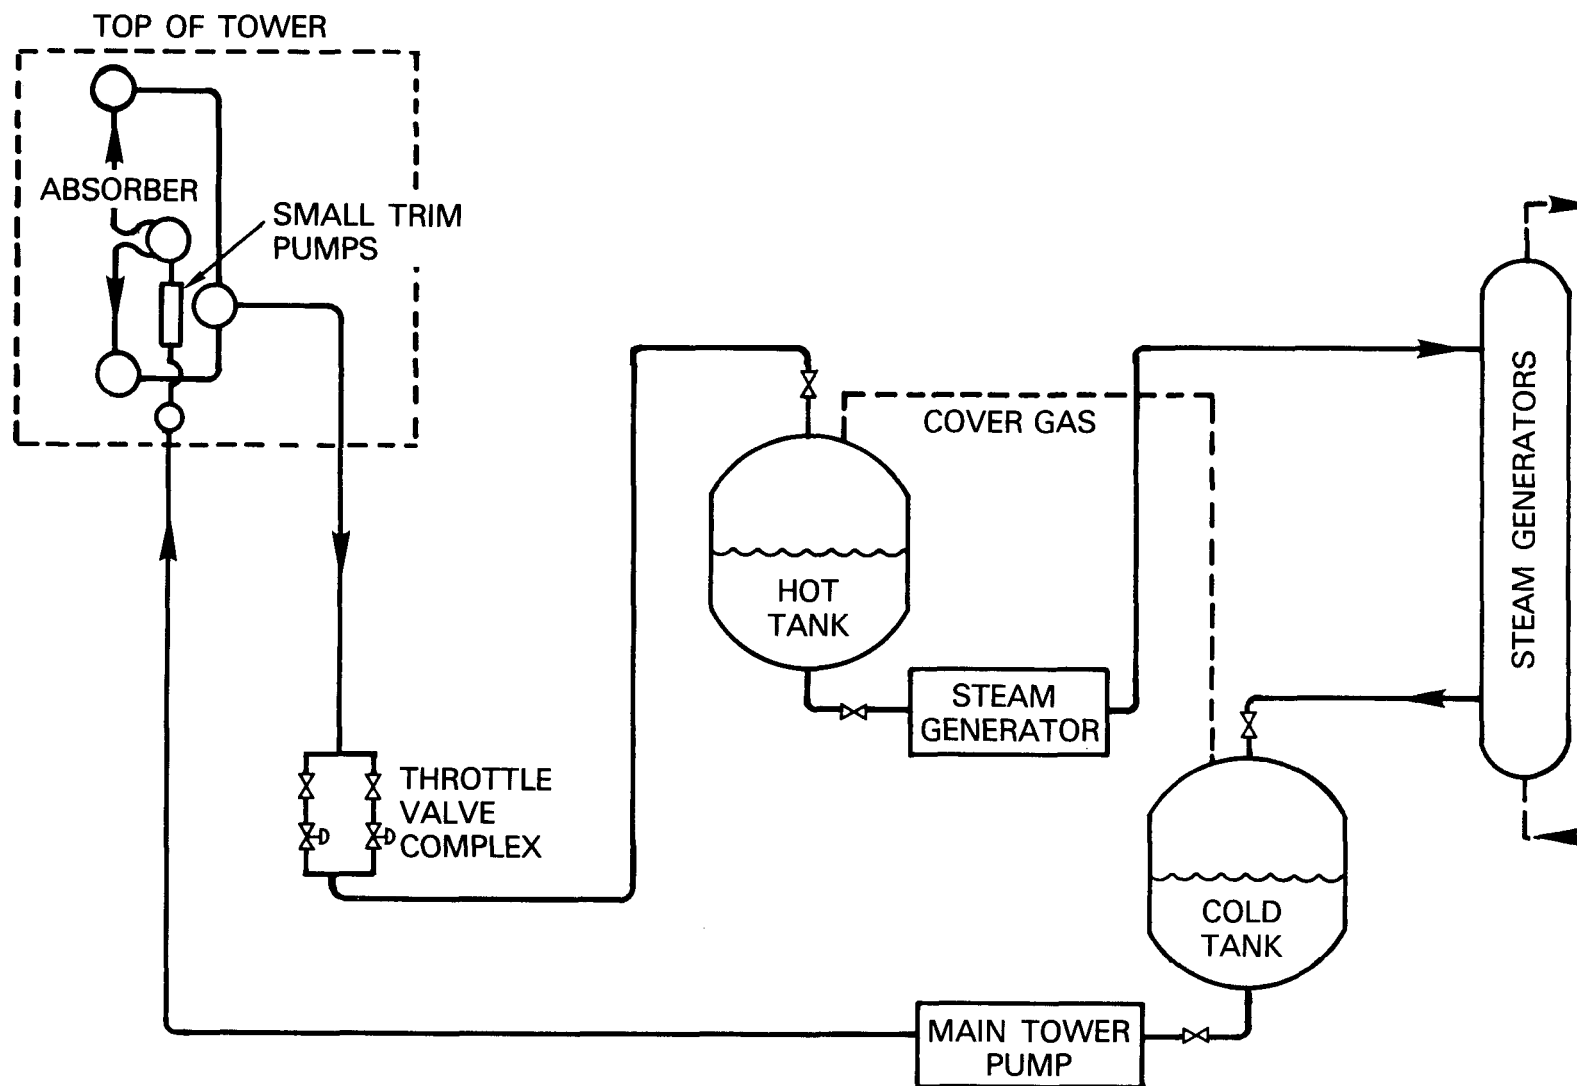 TOP OF TOWER
ABSORBER
SMALL TRIM
PUMPS
COVER GAS
HOT
TANK
STEAM
GENERATOR
STEAM GENERATORS
THROTTLE
VALVE
COMPLEX
COLD
TANK
MAIN TOWER
PUMP